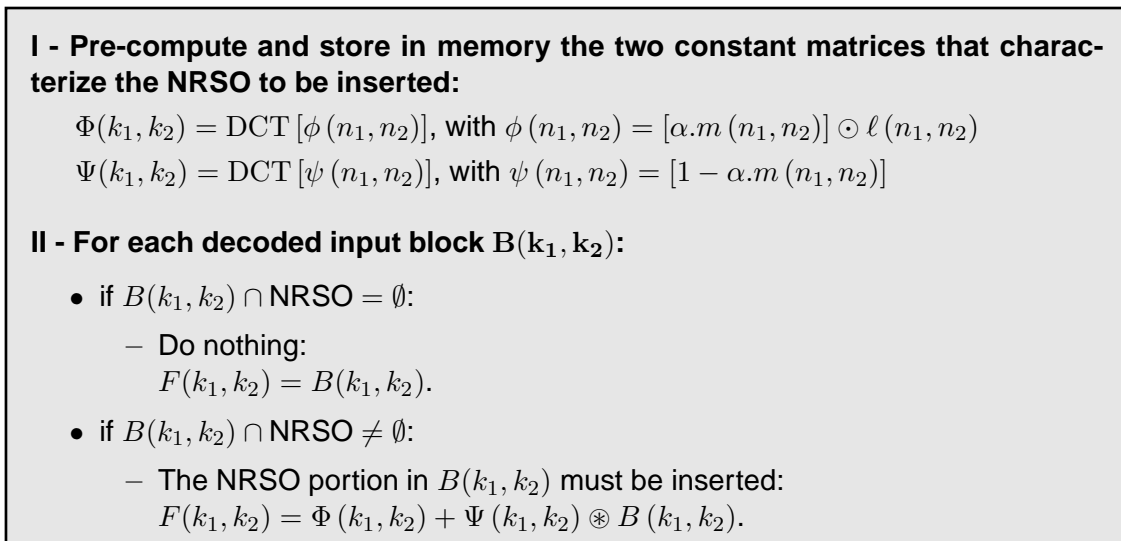 I - Pre-compute and store in memory the two constant matrices that charac-
terize the NRSO to be inserted:
Φ(k₁, k₂) = DCT [ϕ (n₁, n₂)], with ϕ (n₁, n₂) = [α.m (n₁, n₂)] ⊙ ℓ (n₁, n₂)
Ψ(k₁, k₂) = DCT [ψ (n₁, n₂)], with ψ (n₁, n₂) = [1 − α.m (n₁, n₂)]
II - For each decoded input block B(k₁, k₂):
• if B(k₁, k₂) ∩ NRSO = ∅:
– Do nothing:
F(k₁, k₂) = B(k₁, k₂).
• if B(k₁, k₂) ∩ NRSO ≠ ∅:
– The NRSO portion in B(k₁, k₂) must be inserted:
F(k₁, k₂) = Φ (k₁, k₂) + Ψ (k₁, k₂) ⊛ B (k₁, k₂).